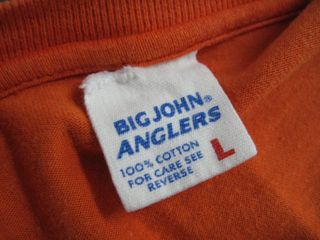 BIG JOHN®
ANGLERS
100% COTTON
FOR CARE SEE
REVERSE
L